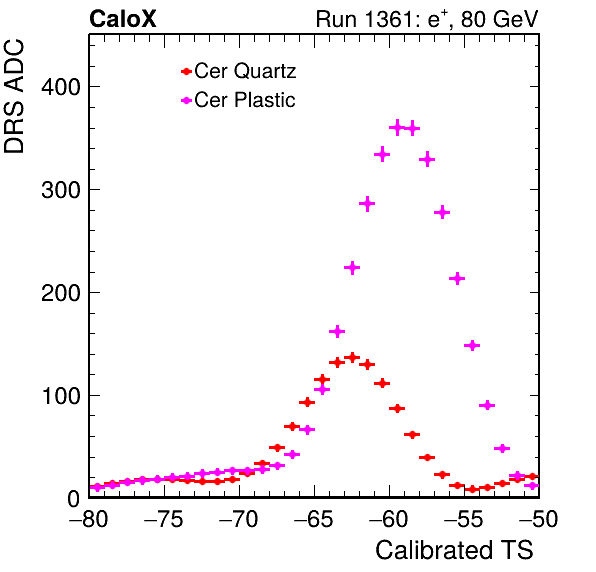 CaloX
Run 1361: e+, 80 GeV
DRS ADC
Cer Quartz
Cer Plastic
400
300
200
100
0
−80 −75 −70 −65 −60 −55 −50
Calibrated TS